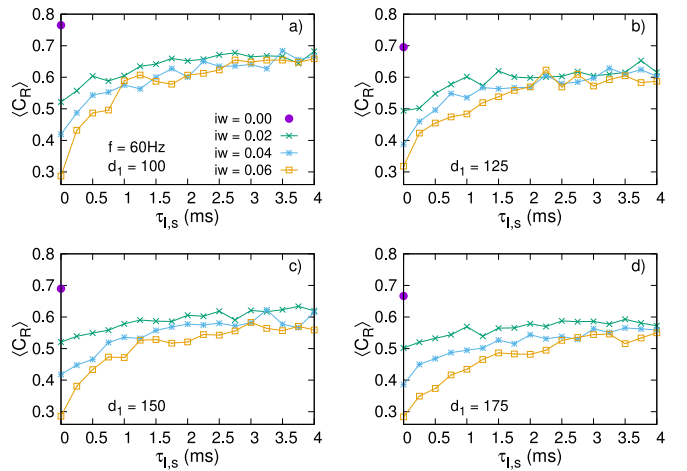 a)
⟨C_R⟩
0.8
0.7
0.6
0.5
0.4
0.3
f = 60Hz
d₁ = 100
iw = 0.00
iw = 0.02
iw = 0.04
iw = 0.06
0 0.5 1 1.5 2 2.5 3 3.5 4
τ_I,s (ms)
b)
⟨C_R⟩
0.8
0.7
0.6
0.5
0.4
0.3
d₁ = 125
0 0.5 1 1.5 2 2.5 3 3.5 4
τ_I,s (ms)
c)
⟨C_R⟩
0.8
0.7
0.6
0.5
0.4
0.3
d₁ = 150
0 0.5 1 1.5 2 2.5 3 3.5 4
τ_I,s (ms)
d)
⟨C_R⟩
0.8
0.7
0.6
0.5
0.4
0.3
d₁ = 175
0 0.5 1 1.5 2 2.5 3 3.5 4
τ_I,s (ms)